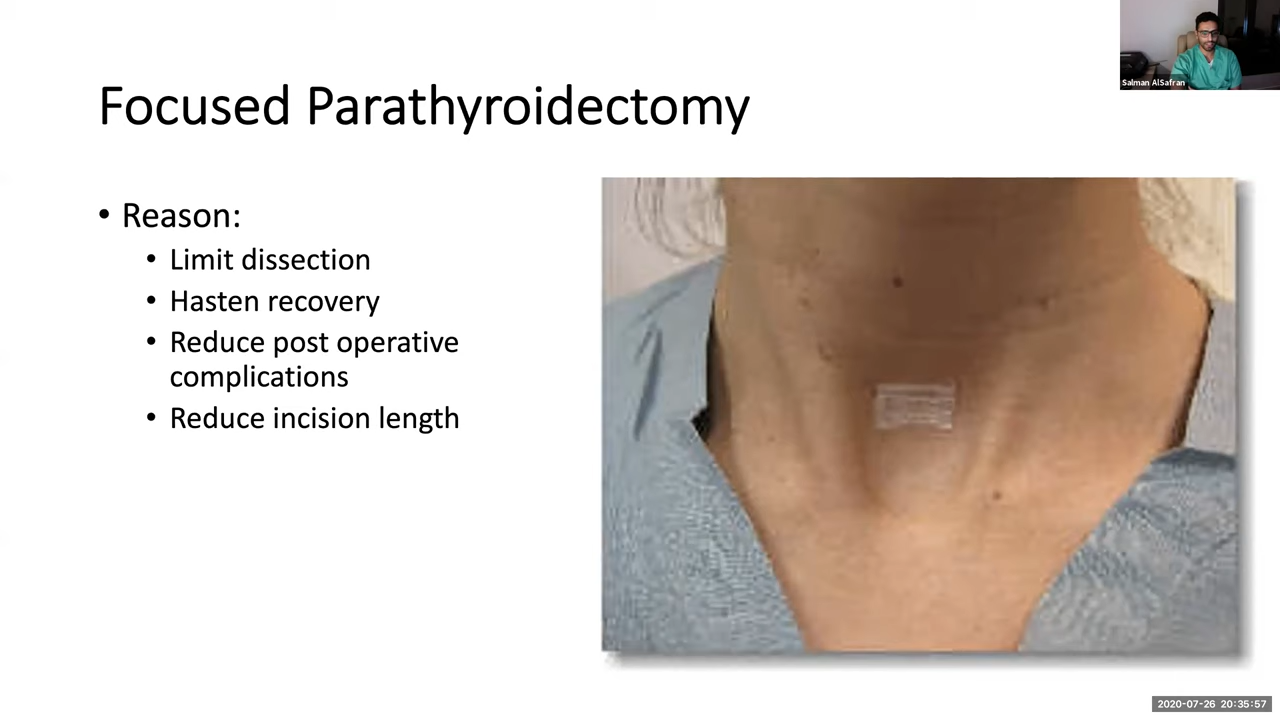 Salman AlSafran
Focused Parathyroidectomy
• Reason:
• Limit dissection
• Hasten recovery
• Reduce post operative
complications
• Reduce incision length
2020-07-26 20:35:57